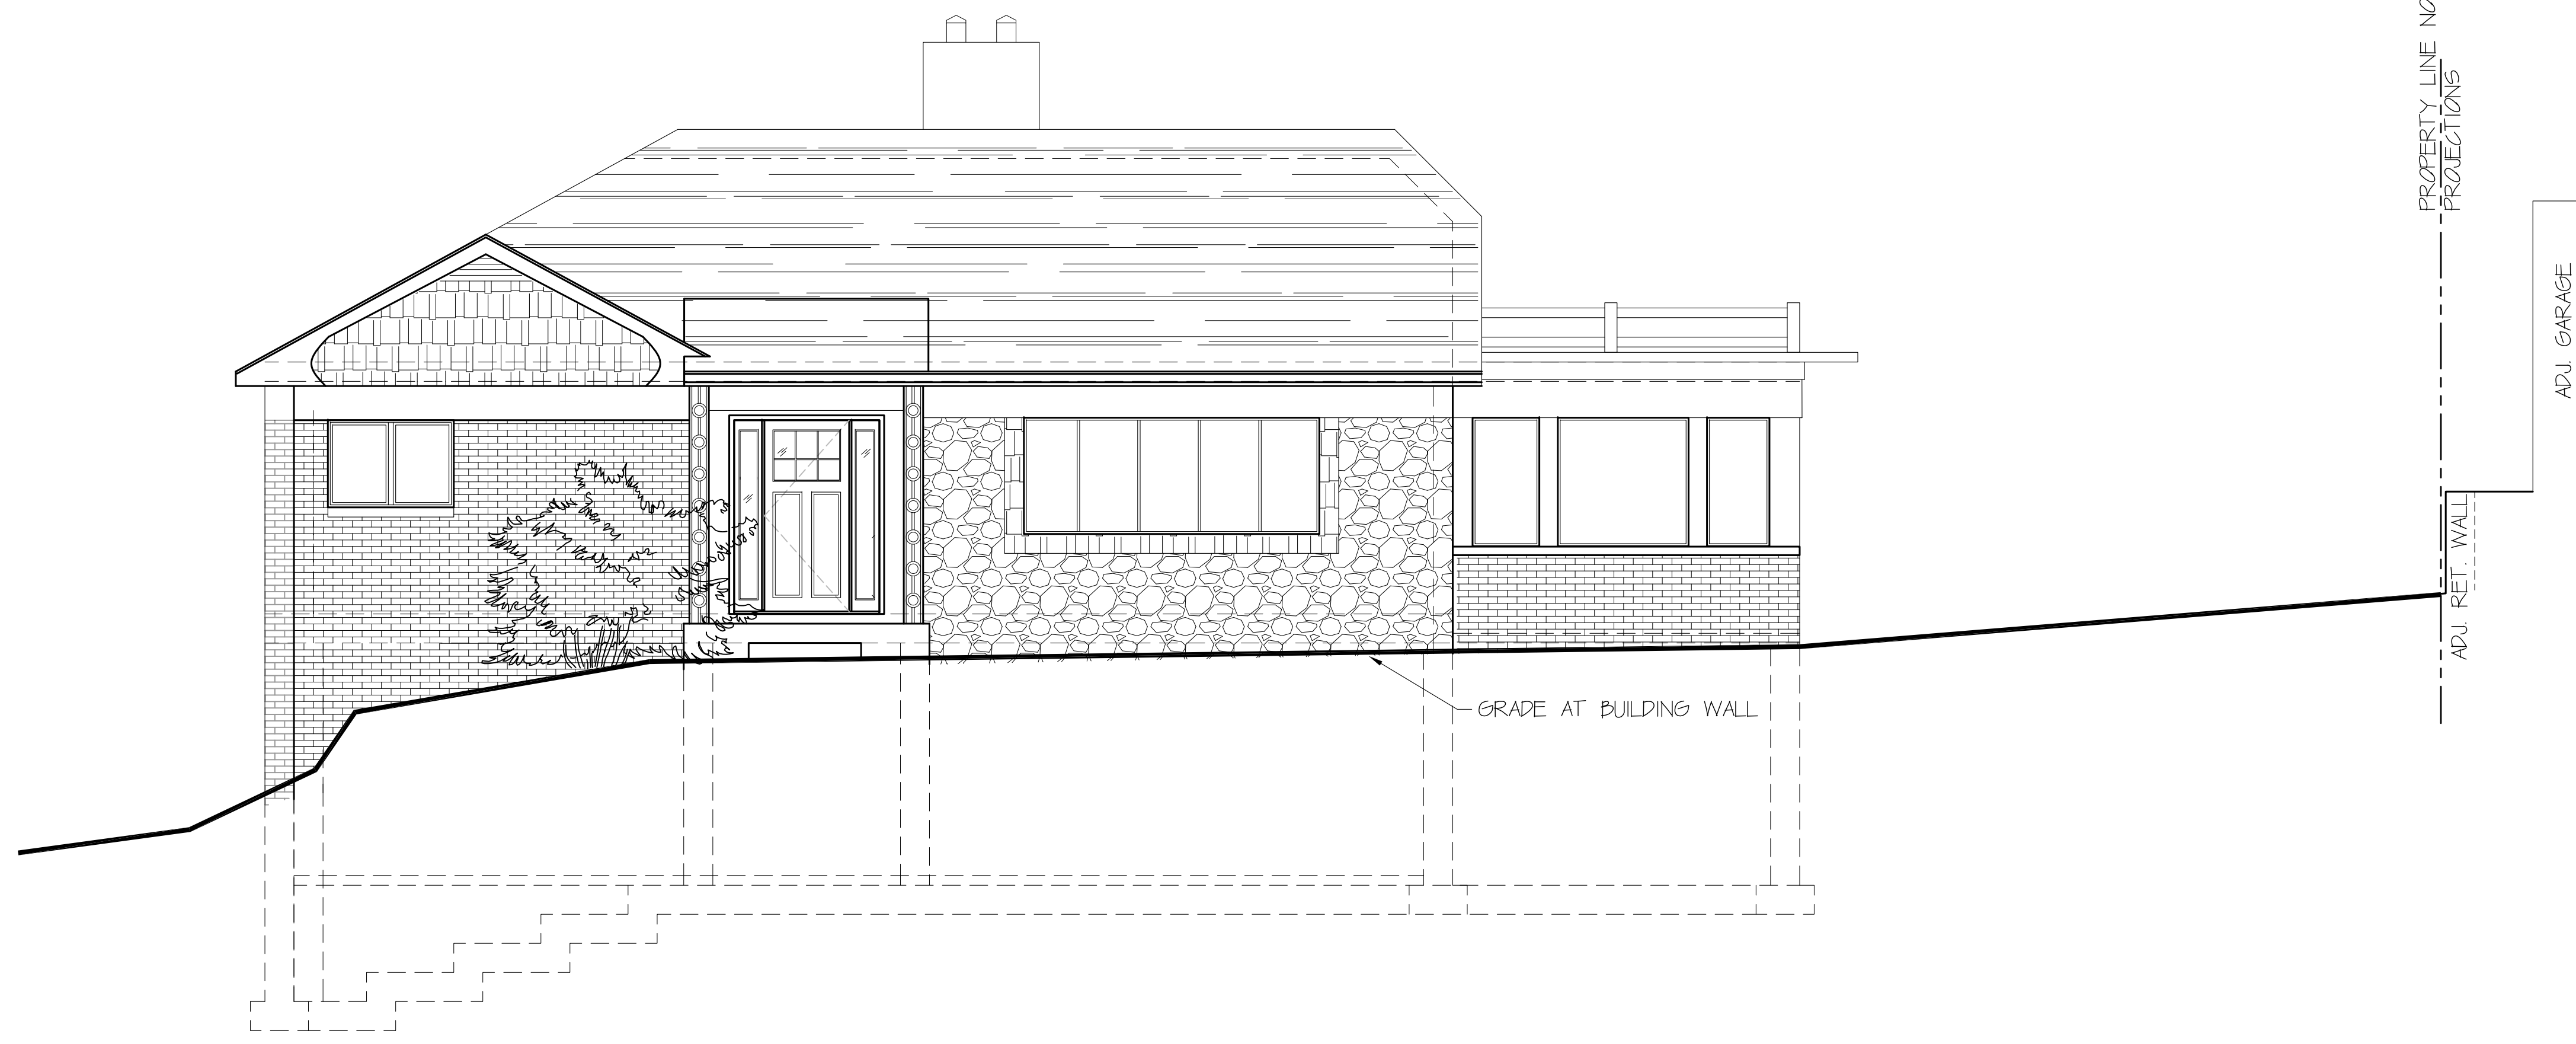 PROPERTY LINE NO
PROJECTIONS
ADJ. GARAGE
ADJ. RET. WALL
GRADE AT BUILDING WALL